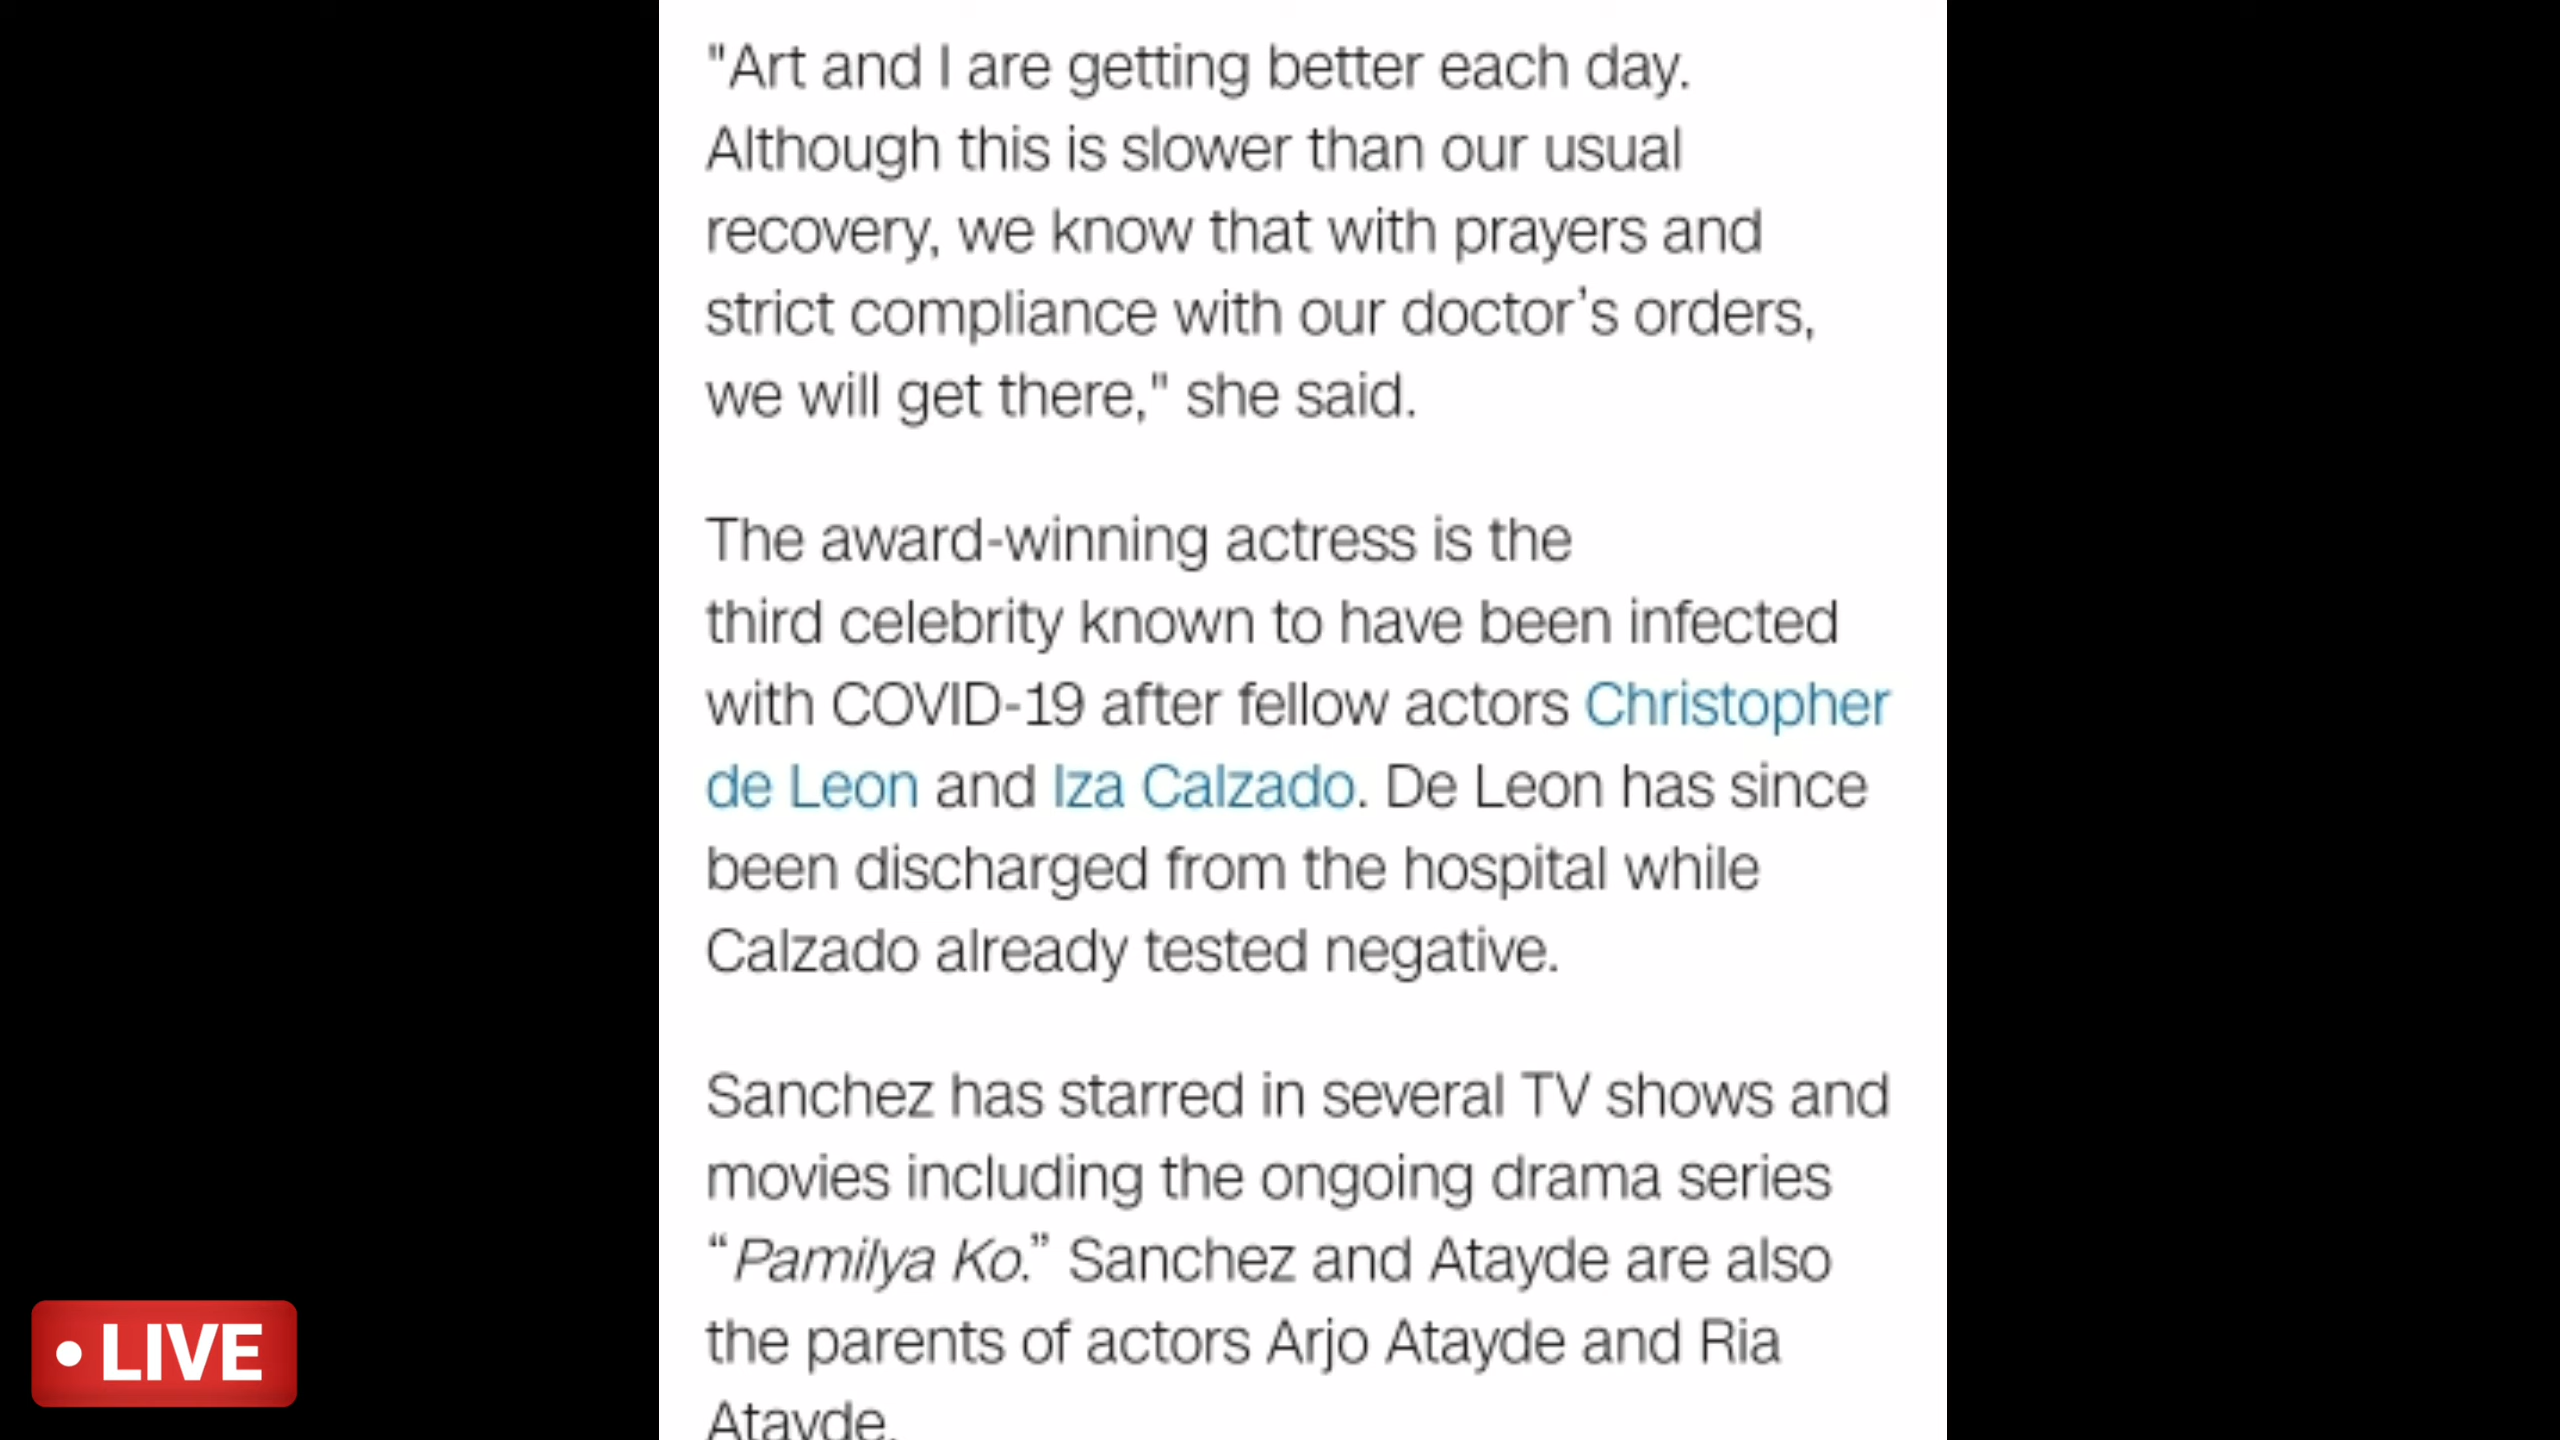 "Art and I are getting better each day.
Although this is slower than our usual
recovery, we know that with prayers and
strict compliance with our doctor's orders,
we will get there," she said.
The award-winning actress is the
third celebrity known to have been infected
with COVID-19 after fellow actors Christopher
de Leon and Iza Calzado. De Leon has since
been discharged from the hospital while
Calzado already tested negative.
Sanchez has starred in several TV shows and
movies including the ongoing drama series
“Pamilya Ko.” Sanchez and Atayde are also
the parents of actors Arjo Atayde and Ria
Atayde.
• LIVE